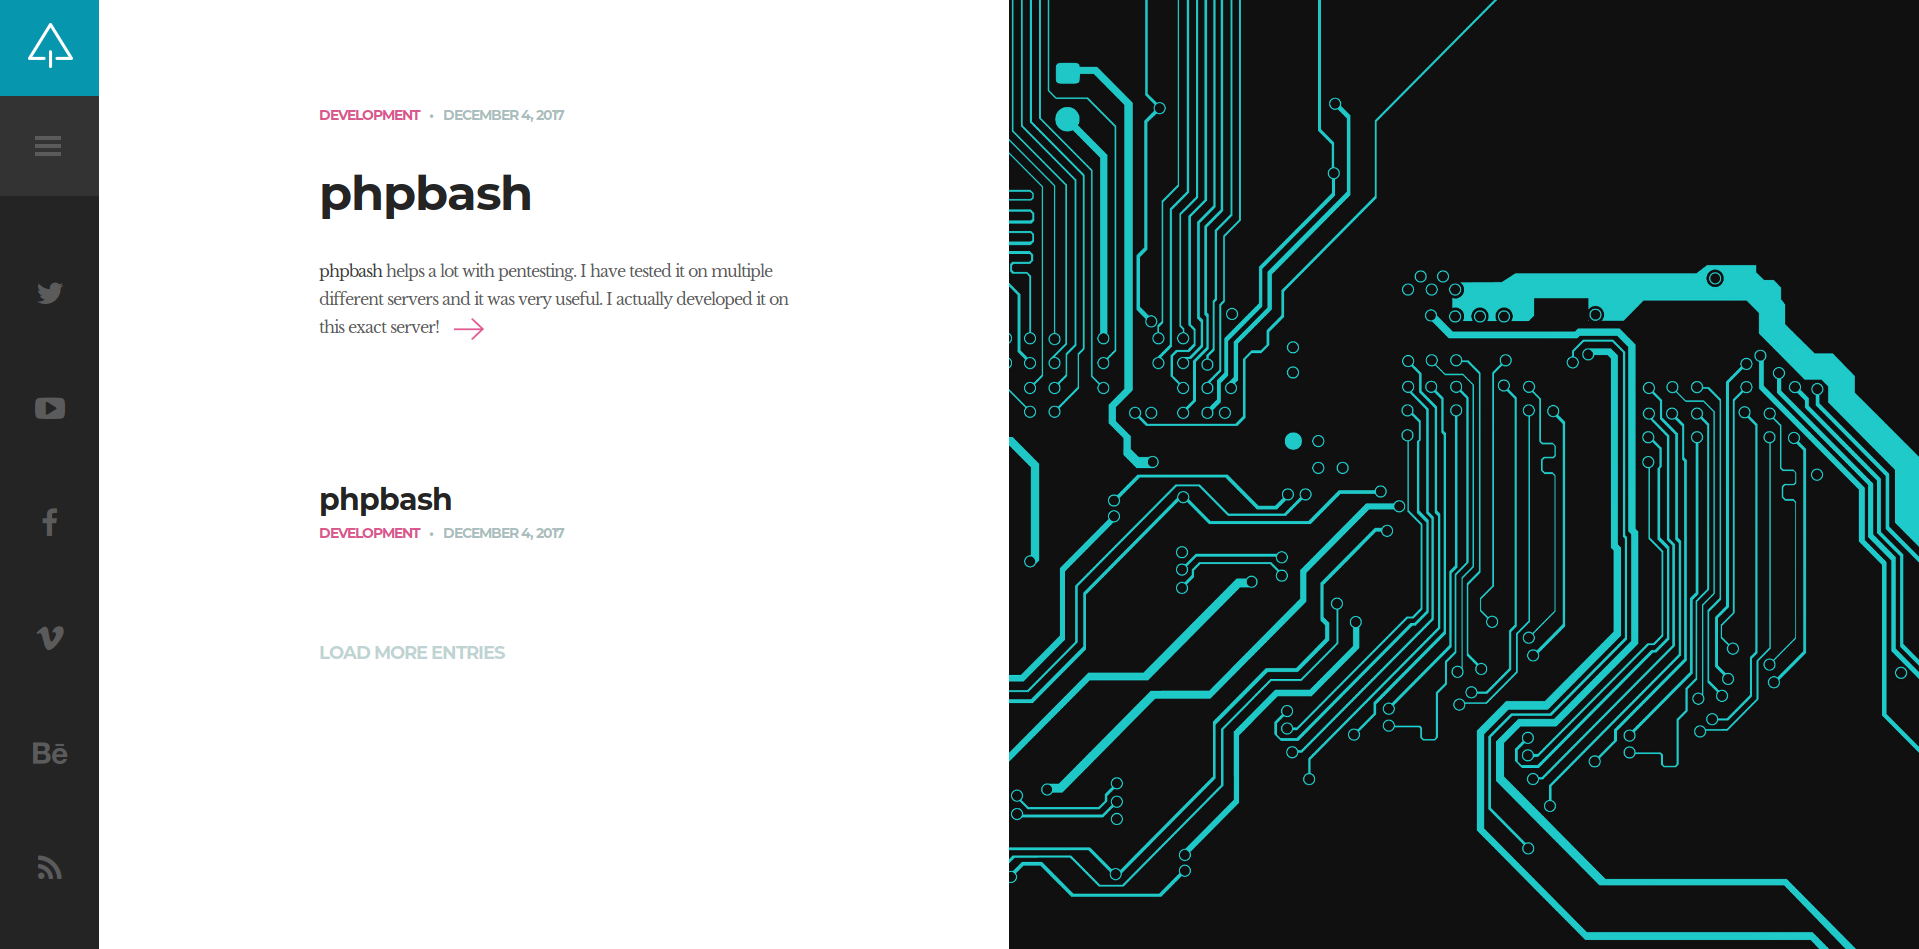 DEVELOPMENT • DECEMBER 4, 2017
phpbash
phpbash helps a lot with pentesting. I have tested it on multiple
different servers and it was very useful. I actually developed it on
this exact server!
phpbash
DEVELOPMENT • DECEMBER 4, 2017
LOAD MORE ENTRIES
Bē